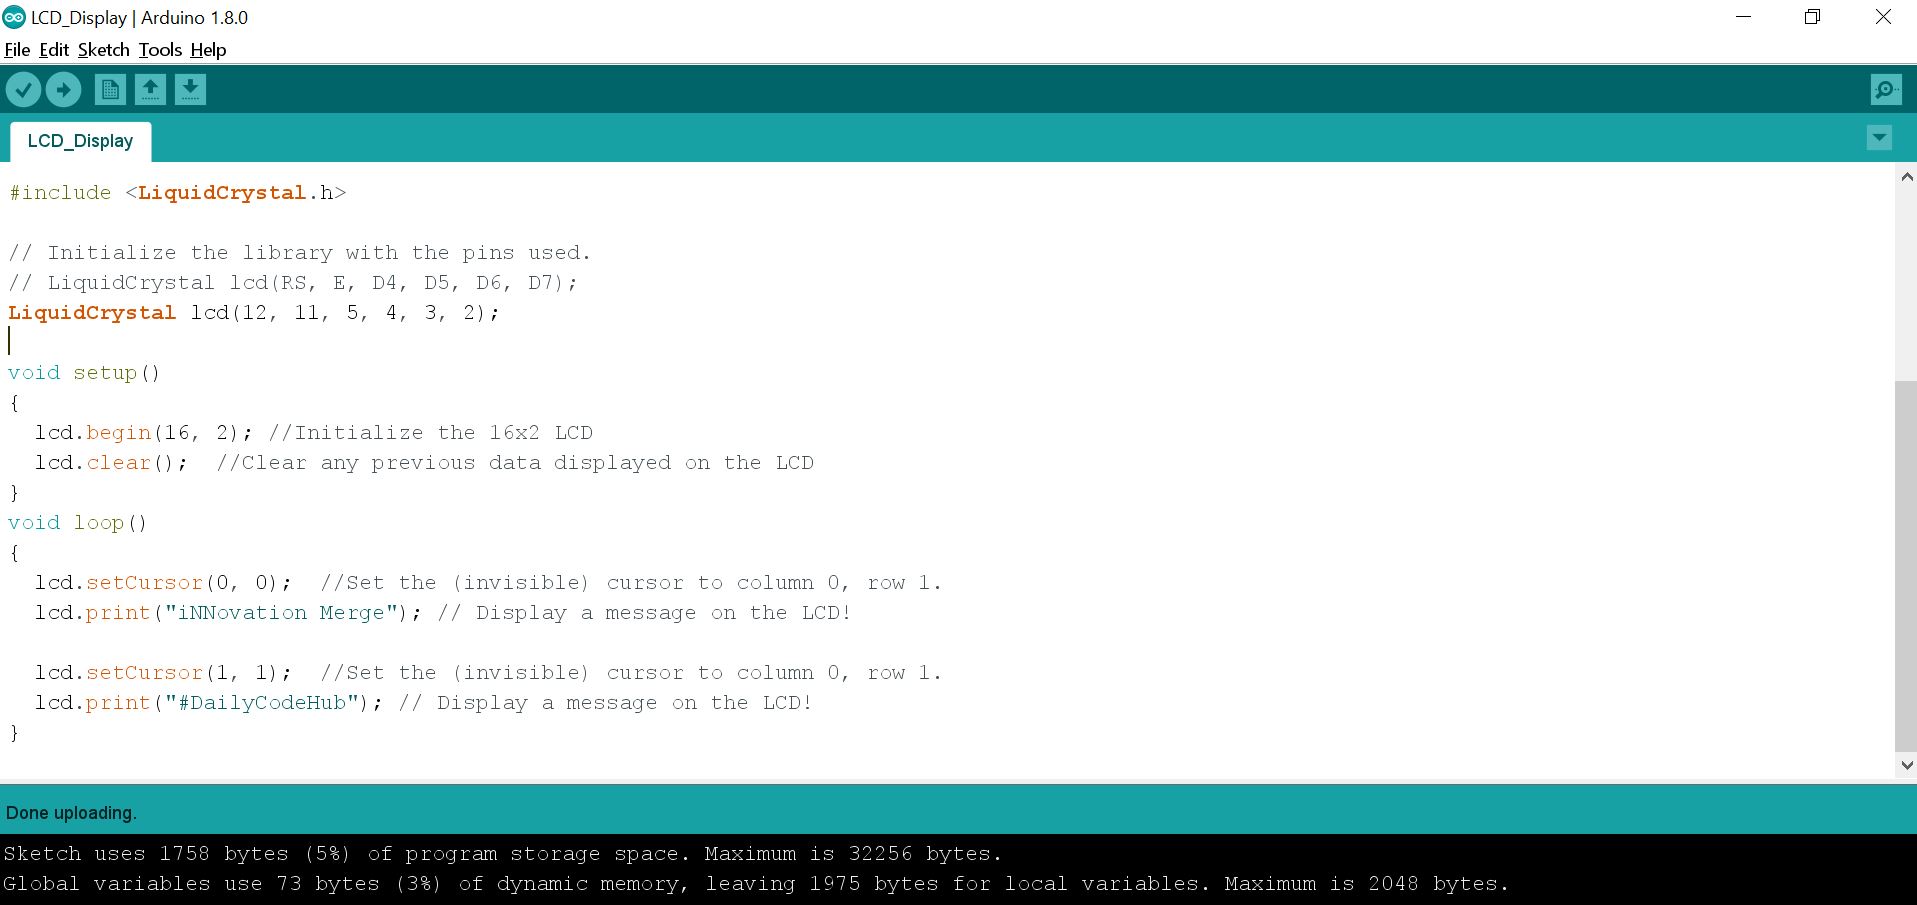 LCD_Display | Arduino 1.8.0
File Edit Sketch Tools Help
LCD_Display
#include <LiquidCrystal.h>
// Initialize the library with the pins used.
// LiquidCrystal lcd(RS, E, D4, D5, D6, D7);
LiquidCrystal lcd(12, 11, 5, 4, 3, 2);
void setup()
{
  lcd.begin(16, 2); //Initialize the 16x2 LCD
  lcd.clear();  //Clear any previous data displayed on the LCD
}
void loop()
{
  lcd.setCursor(0, 0);  //Set the (invisible) cursor to column 0, row 1.
  lcd.print("iNNovation Merge"); // Display a message on the LCD!
  lcd.setCursor(1, 1);  //Set the (invisible) cursor to column 0, row 1.
  lcd.print("#DailyCodeHub"); // Display a message on the LCD!
}
Done uploading.
Sketch uses 1758 bytes (5%) of program storage space. Maximum is 32256 bytes.
Global variables use 73 bytes (3%) of dynamic memory, leaving 1975 bytes for local variables. Maximum is 2048 bytes.